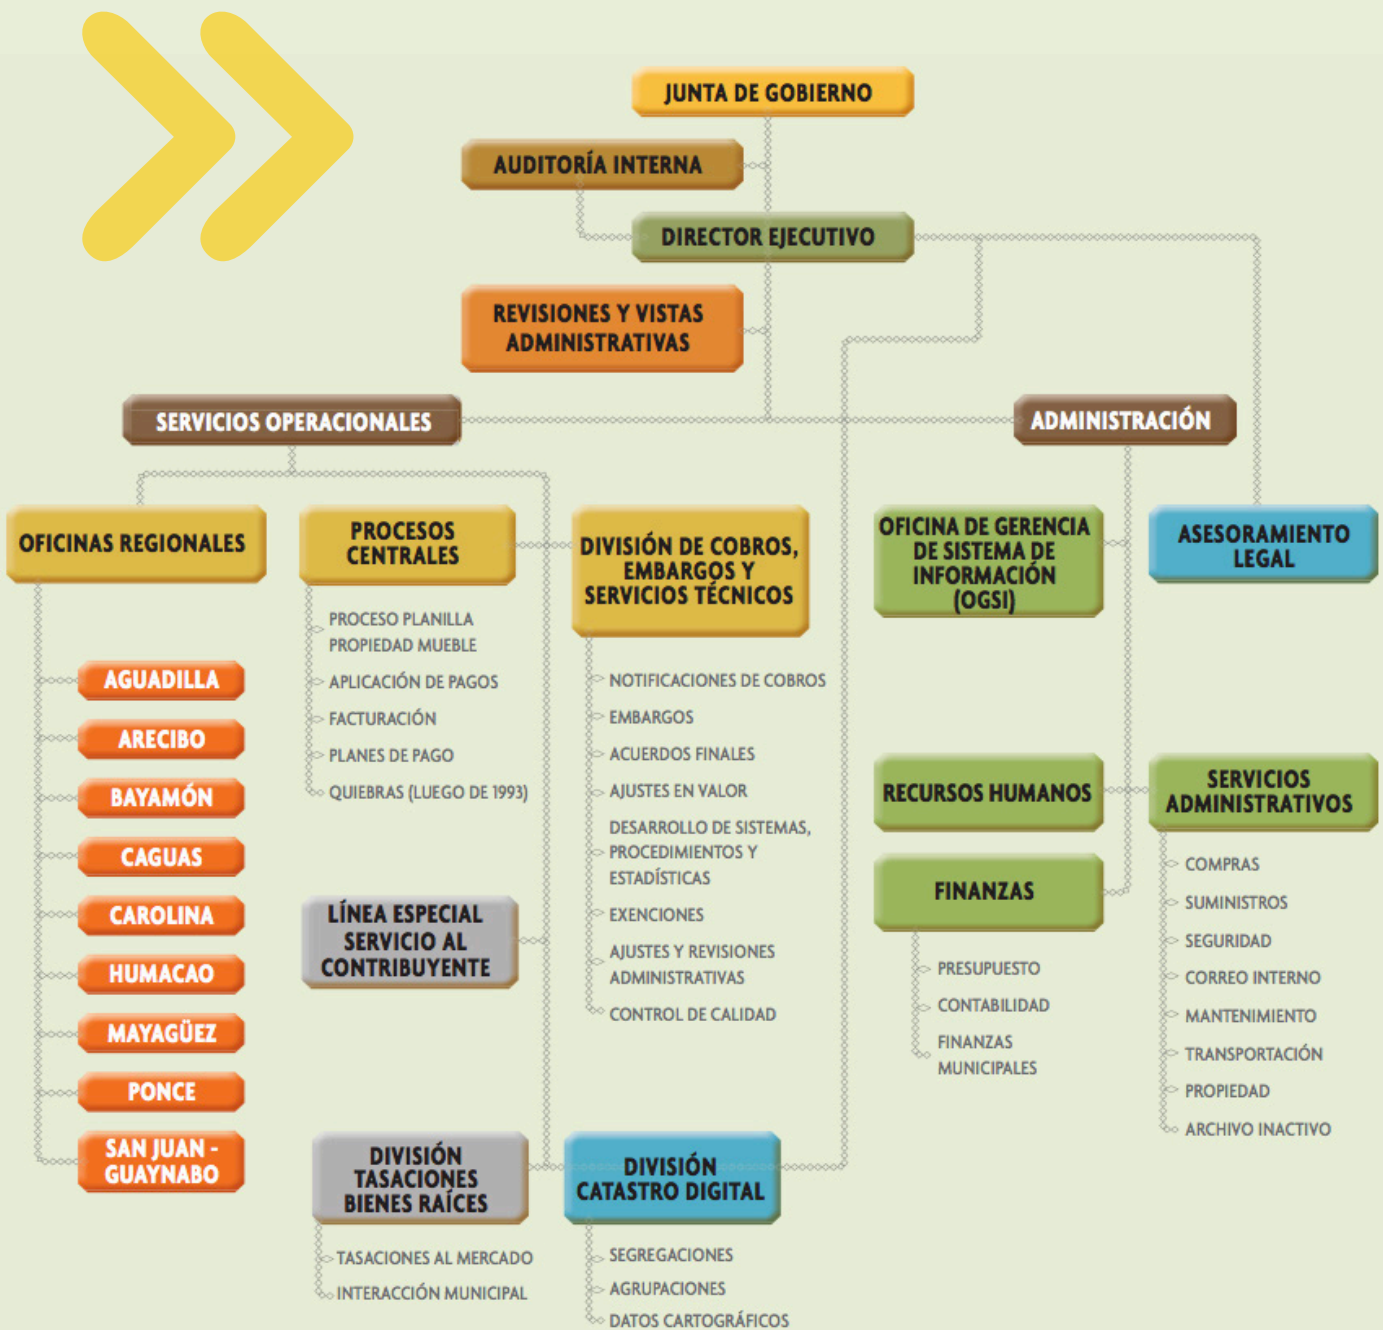 JUNTA DE GOBIERNO
AUDITORÍA INTERNA
DIRECTOR EJECUTIVO
REVISIONES Y VISTAS
ADMINISTRATIVAS
SERVICIOS OPERACIONALES
ADMINISTRACIÓN
OFICINAS REGIONALES
AGUADILLA
ARECIBO
BAYAMÓN
CAGUAS
CAROLINA
HUMACAO
MAYAGÜEZ
PONCE
SAN JUAN -
GUAYNABO
PROCESOS
CENTRALES
PROCESO PLANILLA
PROPIEDAD MUEBLE
APLICACIÓN DE PAGOS
FACTURACIÓN
PLANES DE PAGO
QUIEBRAS (LUEGO DE 1993)
DIVISIÓN DE COBROS,
EMBARGOS Y
SERVICIOS TÉCNICOS
NOTIFICACIONES DE COBROS
EMBARGOS
ACUERDOS FINALES
AJUSTES EN VALOR
DESARROLLO DE SISTEMAS,
PROCEDIMIENTOS Y
ESTADÍSTICAS
EXENCIONES
AJUSTES Y REVISIONES
ADMINISTRATIVAS
CONTROL DE CALIDAD
LÍNEA ESPECIAL
SERVICIO AL
CONTRIBUYENTE
DIVISIÓN
TASACIONES
BIENES RAÍCES
TASACIONES AL MERCADO
INTERACCIÓN MUNICIPAL
DIVISIÓN
CATASTRO DIGITAL
SEGREGACIONES
AGRUPACIONES
DATOS CARTOGRÁFICOS
OFICINA DE GERENCIA
DE SISTEMA DE
INFORMACIÓN
(OGSI)
ASESORAMIENTO
LEGAL
RECURSOS HUMANOS
FINANZAS
PRESUPUESTO
CONTABILIDAD
FINANZAS
MUNICIPALES
SERVICIOS
ADMINISTRATIVOS
COMPRAS
SUMINISTROS
SEGURIDAD
CORREO INTERNO
MANTENIMIENTO
TRANSPORTACIÓN
PROPIEDAD
ARCHIVO INACTIVO